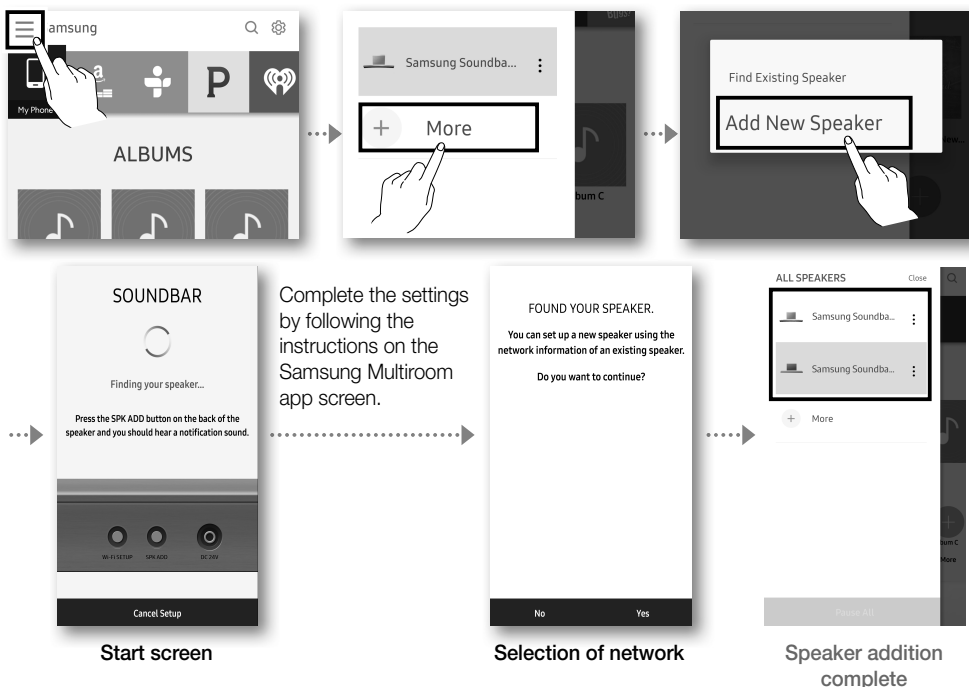 amsung
a
P
My Phone
ALBUMS
Samsung Soundba...
More
bum C
Find Existing Speaker
Add New Speaker
SOUNDBAR
Finding your speaker...
Press the SPK ADD button on the back of the
speaker and you should hear a notification sound.
Wi-Fi SETUP SPK ADD DC 24V
Cancel Setup
Start screen
Complete the settings
by following the
instructions on the
Samsung Multiroom
app screen.
FOUND YOUR SPEAKER.
You can set up a new speaker using the
network information of an existing speaker.
Do you want to continue?
No Yes
Selection of network
ALL SPEAKERS Close
Samsung Soundba...
Samsung Soundba...
More
bum C
More
Pause All
Speaker addition
complete